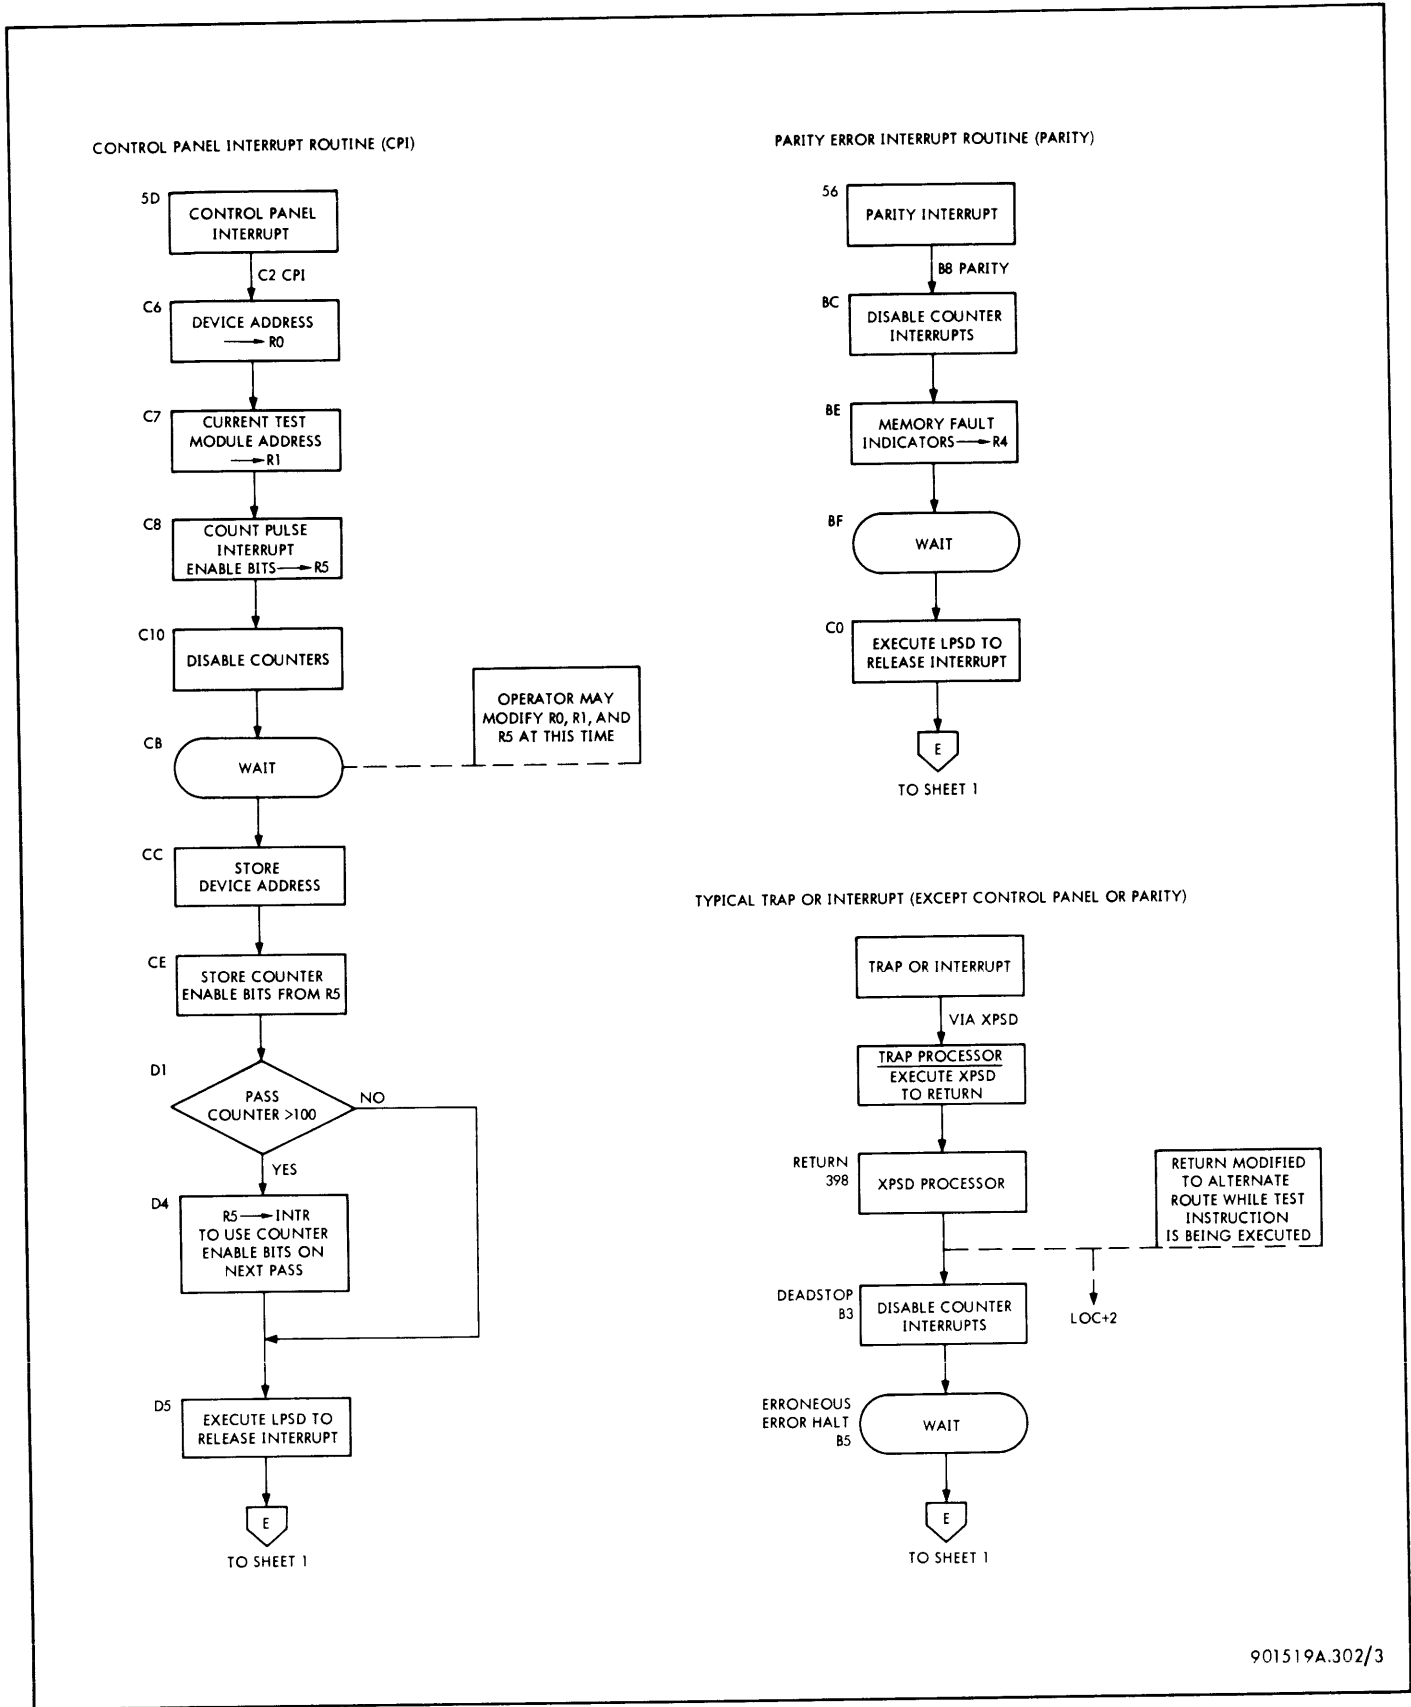 CONTROL PANEL INTERRUPT ROUTINE (CPI)
5D
CONTROL PANEL
INTERRUPT
C2 CPI
C6
DEVICE ADDRESS
→ R0
C7
CURRENT TEST
MODULE ADDRESS
→ R1
C8
COUNT PULSE
INTERRUPT
ENABLE BITS → R5
C10
DISABLE COUNTERS
CB
WAIT
OPERATOR MAY
MODIFY R0, R1, AND
R5 AT THIS TIME
CC
STORE
DEVICE ADDRESS
CE
STORE COUNTER
ENABLE BITS FROM R5
D1
PASS
COUNTER >100
NO
YES
D4
R5 → INTR
TO USE COUNTER
ENABLE BITS ON
NEXT PASS
D5
EXECUTE LPSD TO
RELEASE INTERRUPT
E
TO SHEET 1
PARITY ERROR INTERRUPT ROUTINE (PARITY)
56
PARITY INTERRUPT
B8 PARITY
BC
DISABLE COUNTER
INTERRUPTS
BE
MEMORY FAULT
INDICATORS → R4
BF
WAIT
C0
EXECUTE LPSD TO
RELEASE INTERRUPT
E
TO SHEET 1
TYPICAL TRAP OR INTERRUPT (EXCEPT CONTROL PANEL OR PARITY)
TRAP OR INTERRUPT
VIA XPSD
TRAP PROCESSOR
EXECUTE XPSD
TO RETURN
RETURN
398
XPSD PROCESSOR
RETURN MODIFIED
TO ALTERNATE
ROUTE WHILE TEST
INSTRUCTION
IS BEING EXECUTED
DEADSTOP
B3
DISABLE COUNTER
INTERRUPTS
LOC+2
ERRONEOUS
ERROR HALT
B5
WAIT
E
TO SHEET 1
901519A.302/3